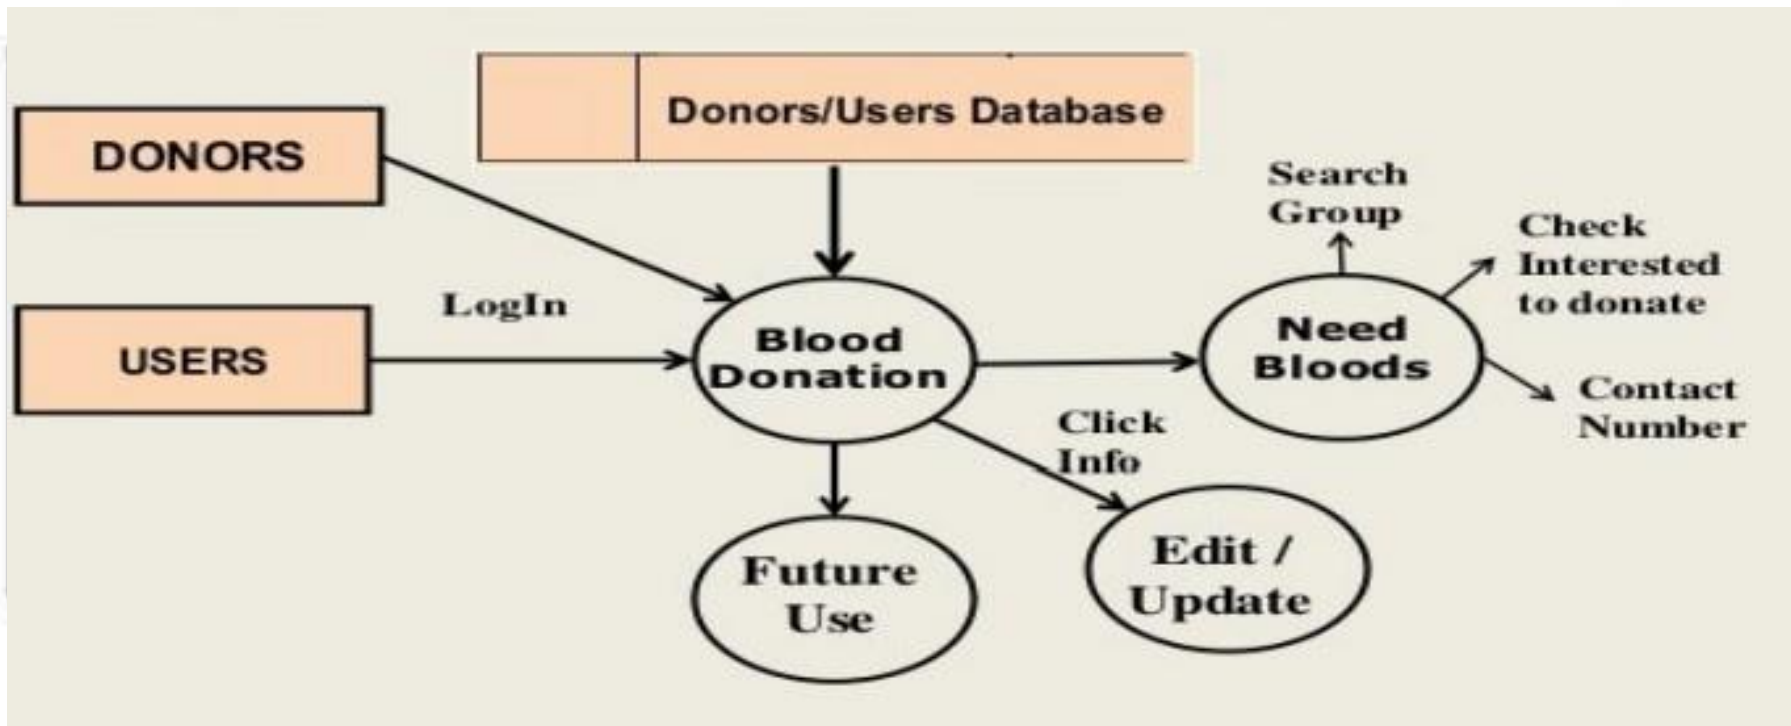 Donors/Users Database
DONORS
Search
Group
Check
Interested
to donate
LogIn
USERS
Blood
Donation
Need
Bloods
Contact
Number
Click
Info
Future
Use
Edit /
Update